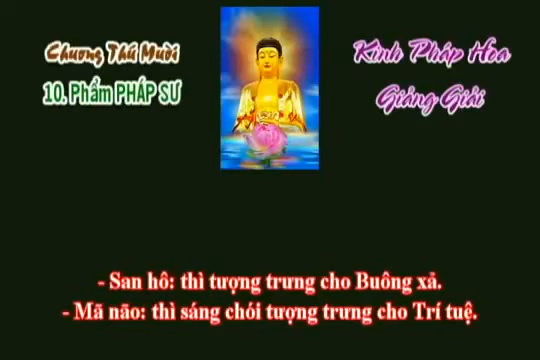 Chương Thứ Mười
10. Phẩm PHÁP SƯ
Kinh Pháp Hoa
Giảng Giải
- San hô: thì tượng trưng cho Buông xả.
- Mã não: thì sáng chói tượng trưng cho Trí tuệ.